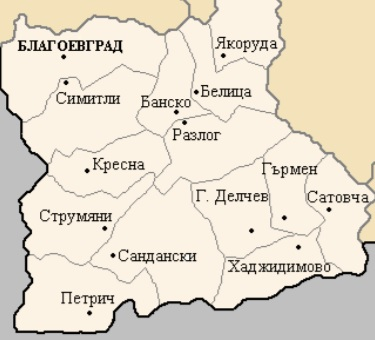 Якоруда
БЛАГОЕВГРАД
Белица
Симитли
Банско
Разлог
Кресна
Гърмен
Г. Делчев
Сатовча
Струмяни
Сандански
Хаджидимово
Петрич